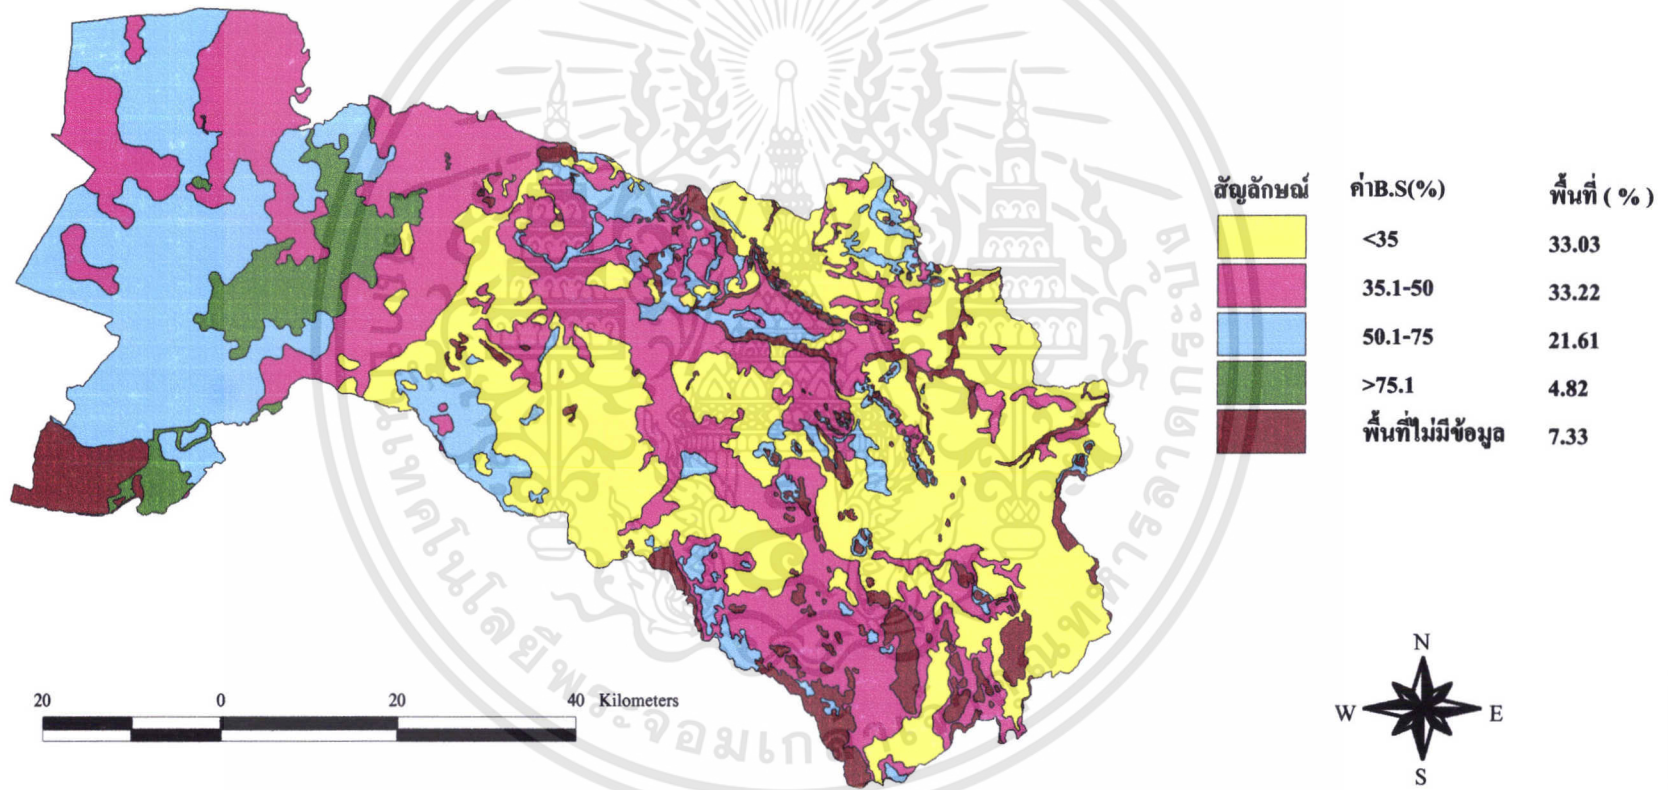 สัญลักษณ์ ค่าB.S(%) พื้นที่ ( % )
<35 33.03
35.1-50 33.22
50.1-75 21.61
>75.1 4.82
พื้นที่ไม่มีข้อมูล 7.33
20 0 20 40 Kilometers
N
W E
S